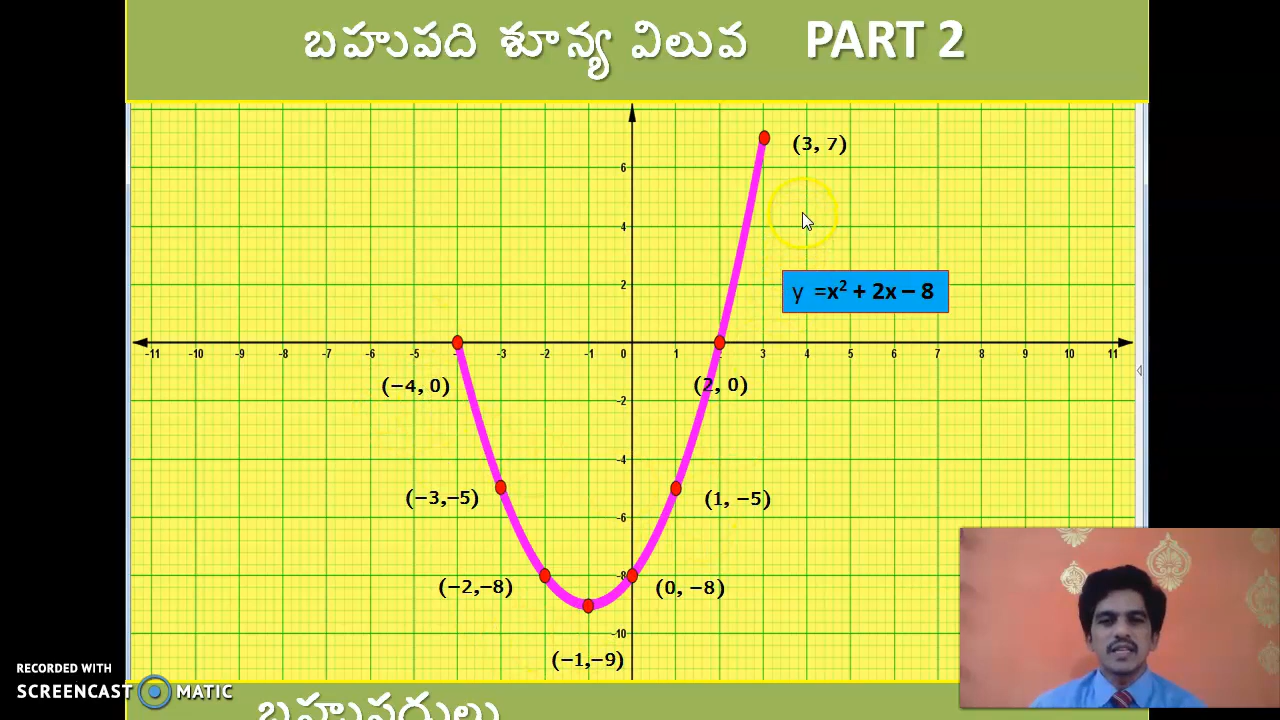 బహుపది శూన్య విలువ PART 2
(3, 7)
6
4
2
y =x² + 2x – 8
-11 -10 -9 -8 -7 -6 -5 -3 -2 -1 0 1 2 3 4 5 6 7 8 9 10 11
(−4, 0)
(2, 0)
-2
-4
(−3,−5)
(1, −5)
-6
-8
(−2,−8)
(0, −8)
-10
(−1,−9)
RECORDED WITH
SCREENCAST MATIC
బహుపదులు